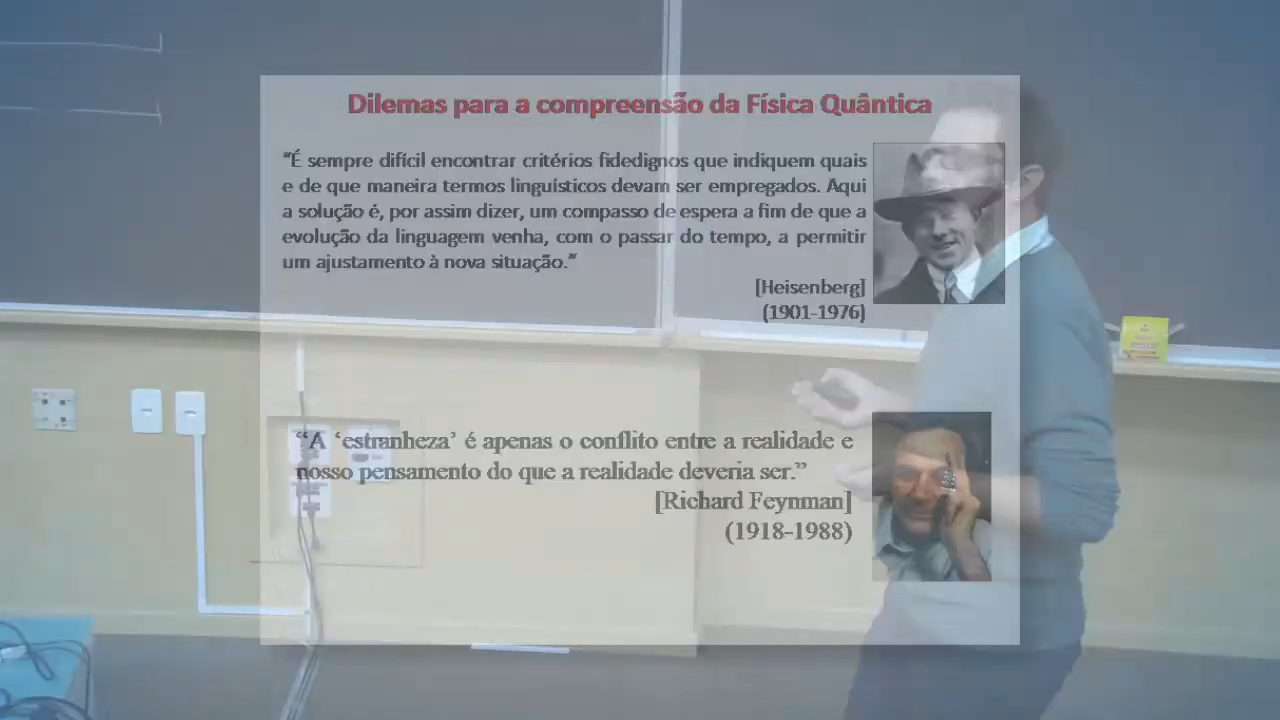 Dilemas para a compreensão da Física Quântica
“É sempre difícil encontrar critérios fidedignos que indiquem quais
e de que maneira termos linguísticos devam ser empregados. Aqui
a solução é, por assim dizer, um compasso de espera a fim de que a
evolução da linguagem venha, com o passar do tempo, a permitir
um ajustamento à nova situação.”
[Heisenberg]
(1901-1976)
“A ‘estranheza’ é apenas o conflito entre a realidade e
nosso pensamento do que a realidade deveria ser.”
[Richard Feynman]
(1918-1988)